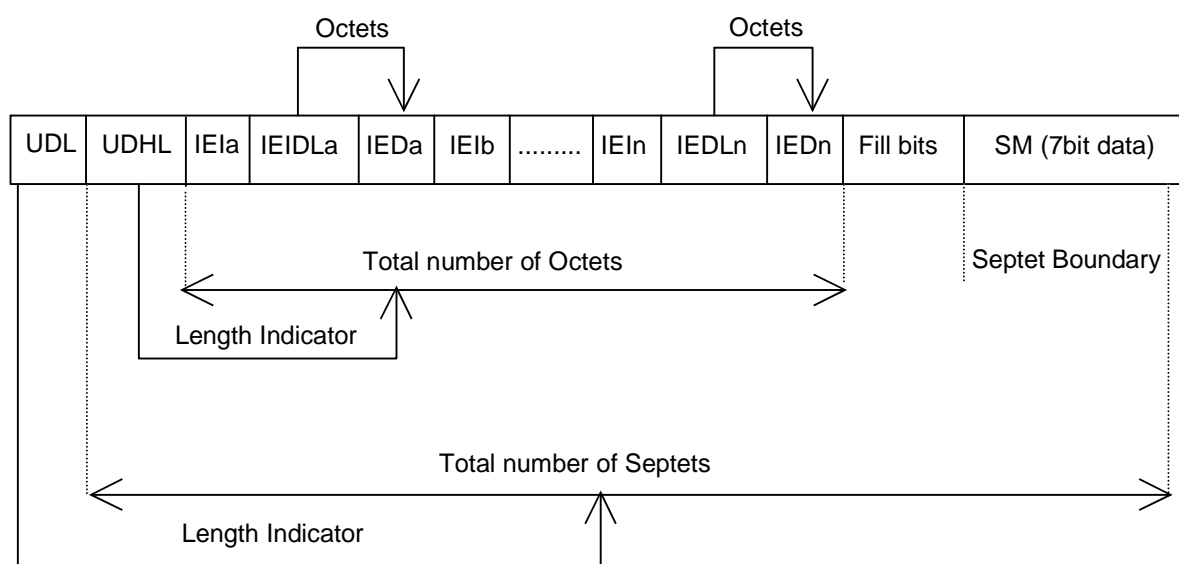 Octets Octets
UDL UDHL IEIa IEIDLa IEDa IEIb ......... IEIn IEDLn IEDn Fill bits SM (7bit data)
Total number of Octets
Septet Boundary
Length Indicator
Total number of Septets
Length Indicator